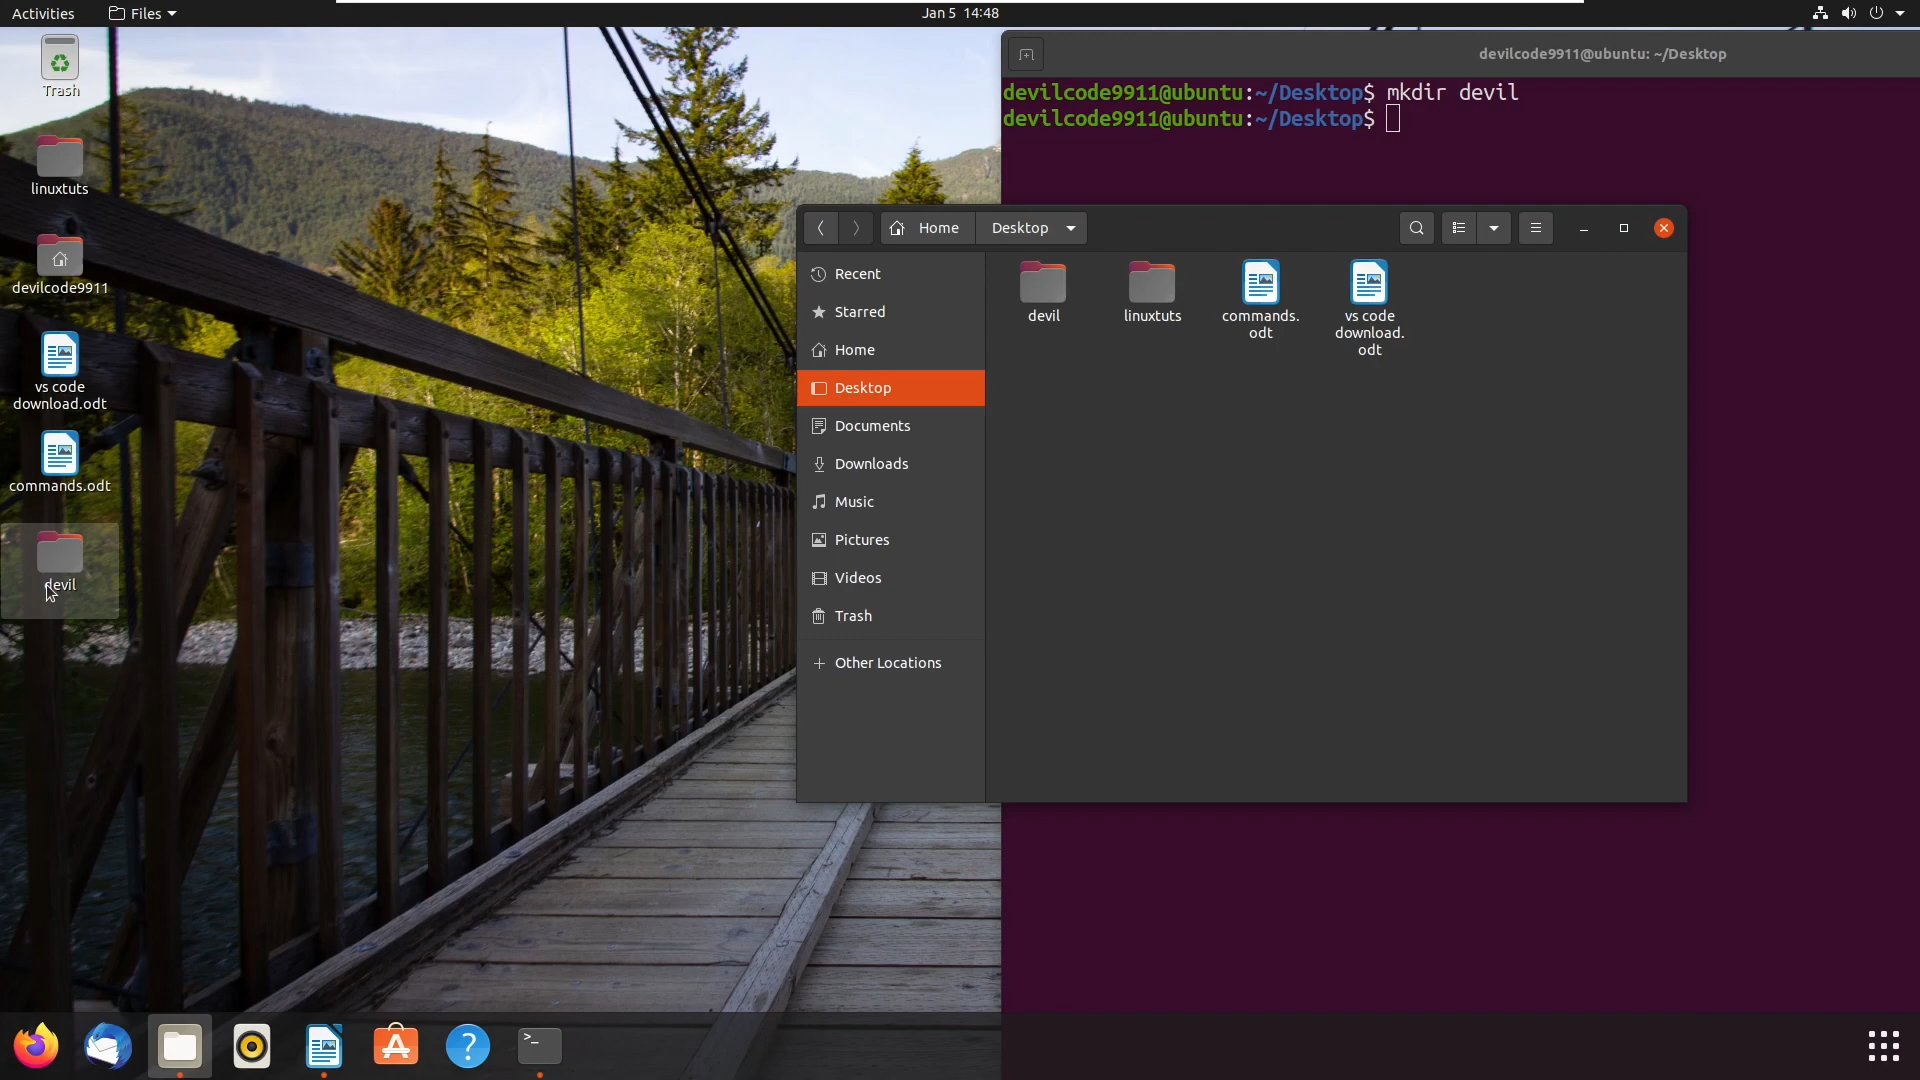 Activities
Files
Jan 5 14:48
Trash
linuxtuts
devilcode9911
vs code
download.odt
commands.odt
devil
devilcode9911@ubuntu: ~/Desktop
devilcode9911@ubuntu:~/Desktop$ mkdir devil
devilcode9911@ubuntu:~/Desktop$
Home
Desktop
Recent
Starred
Home
Desktop
Documents
Downloads
Music
Pictures
Videos
Trash
+ Other Locations
devil
linuxtuts
commands.
odt
vs code
download.
odt